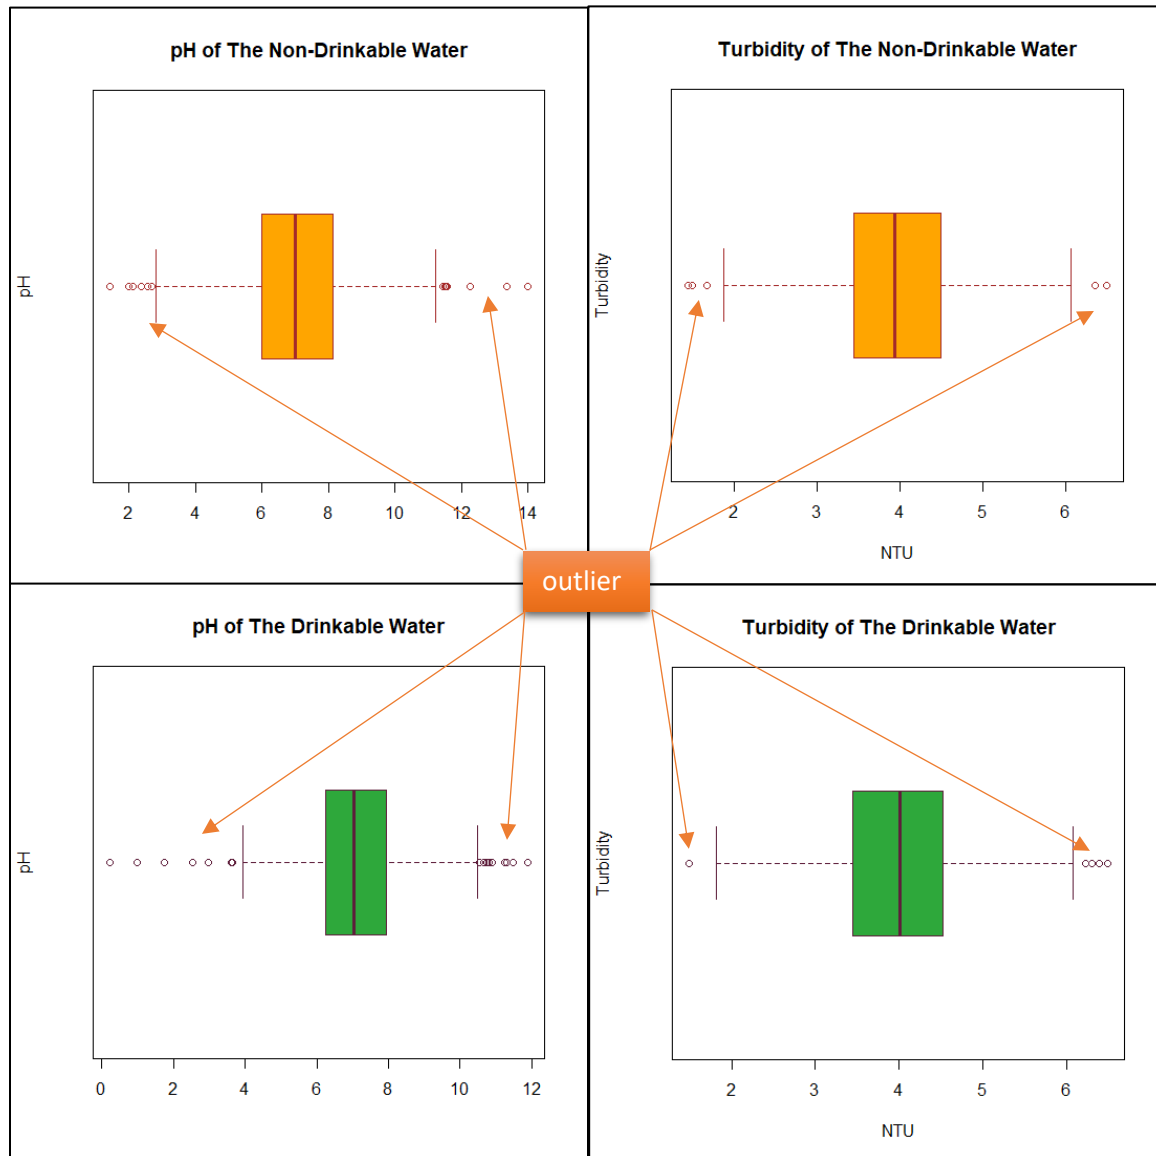 pH of The Non-Drinkable Water
pH
2 4 6 8 10 12 14
Turbidity of The Non-Drinkable Water
Turbidity
2 3 4 5 6
NTU
outlier
pH of The Drinkable Water
pH
0 2 4 6 8 10 12
Turbidity of The Drinkable Water
Turbidity
2 3 4 5 6
NTU